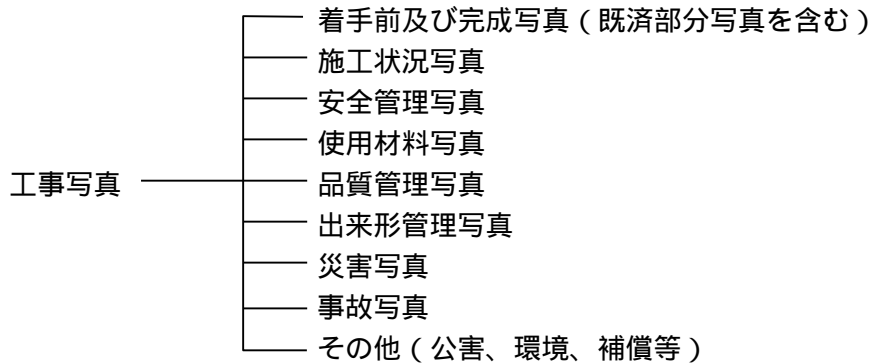 着手前及び完成写真（既済部分写真を含む）
施工状況写真
安全管理写真
使用材料写真
工事写真
品質管理写真
出来形管理写真
災害写真
事故写真
その他（公害、環境、補償等）